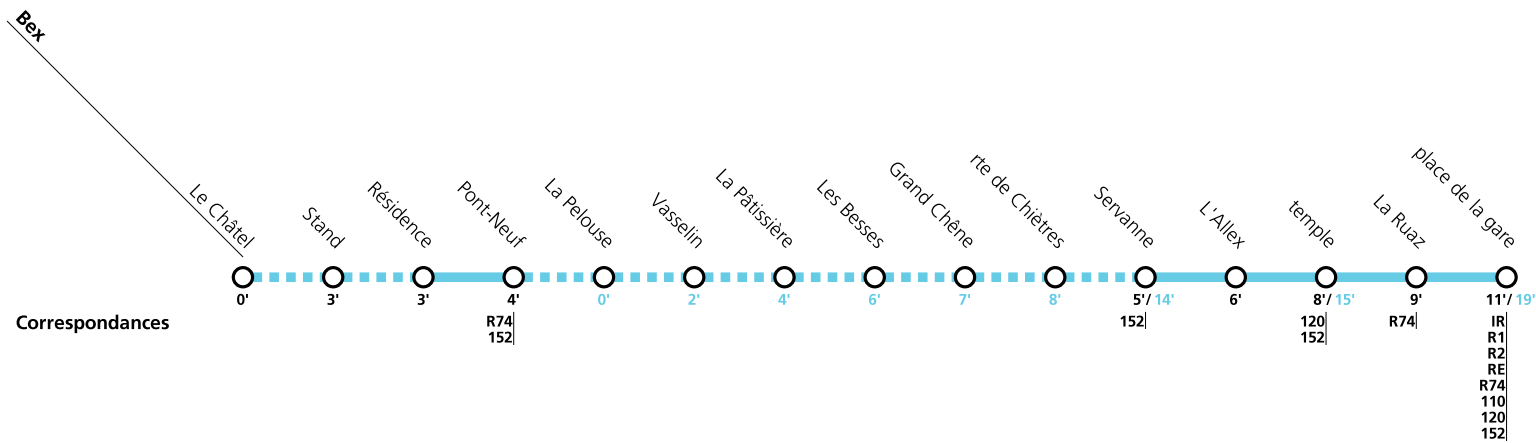 Bex
Le Châtel
Stand
Résidence
Pont-Neuf
La Pelouse
Vasselin
La Pâtissière
Les Besses
Grand Chêne
rte de Chiètres
Servanne
L'Allex
temple
La Ruaz
place de la gare
0' 3' 3' 4' 0' 2' 4' 6' 7' 8' 5'/ 14' 6' 8'/ 15' 9' 11'/ 19'
Correspondances R74 152 120 R74 IR
152 152 R1
R2
RE
R74
110
120
152